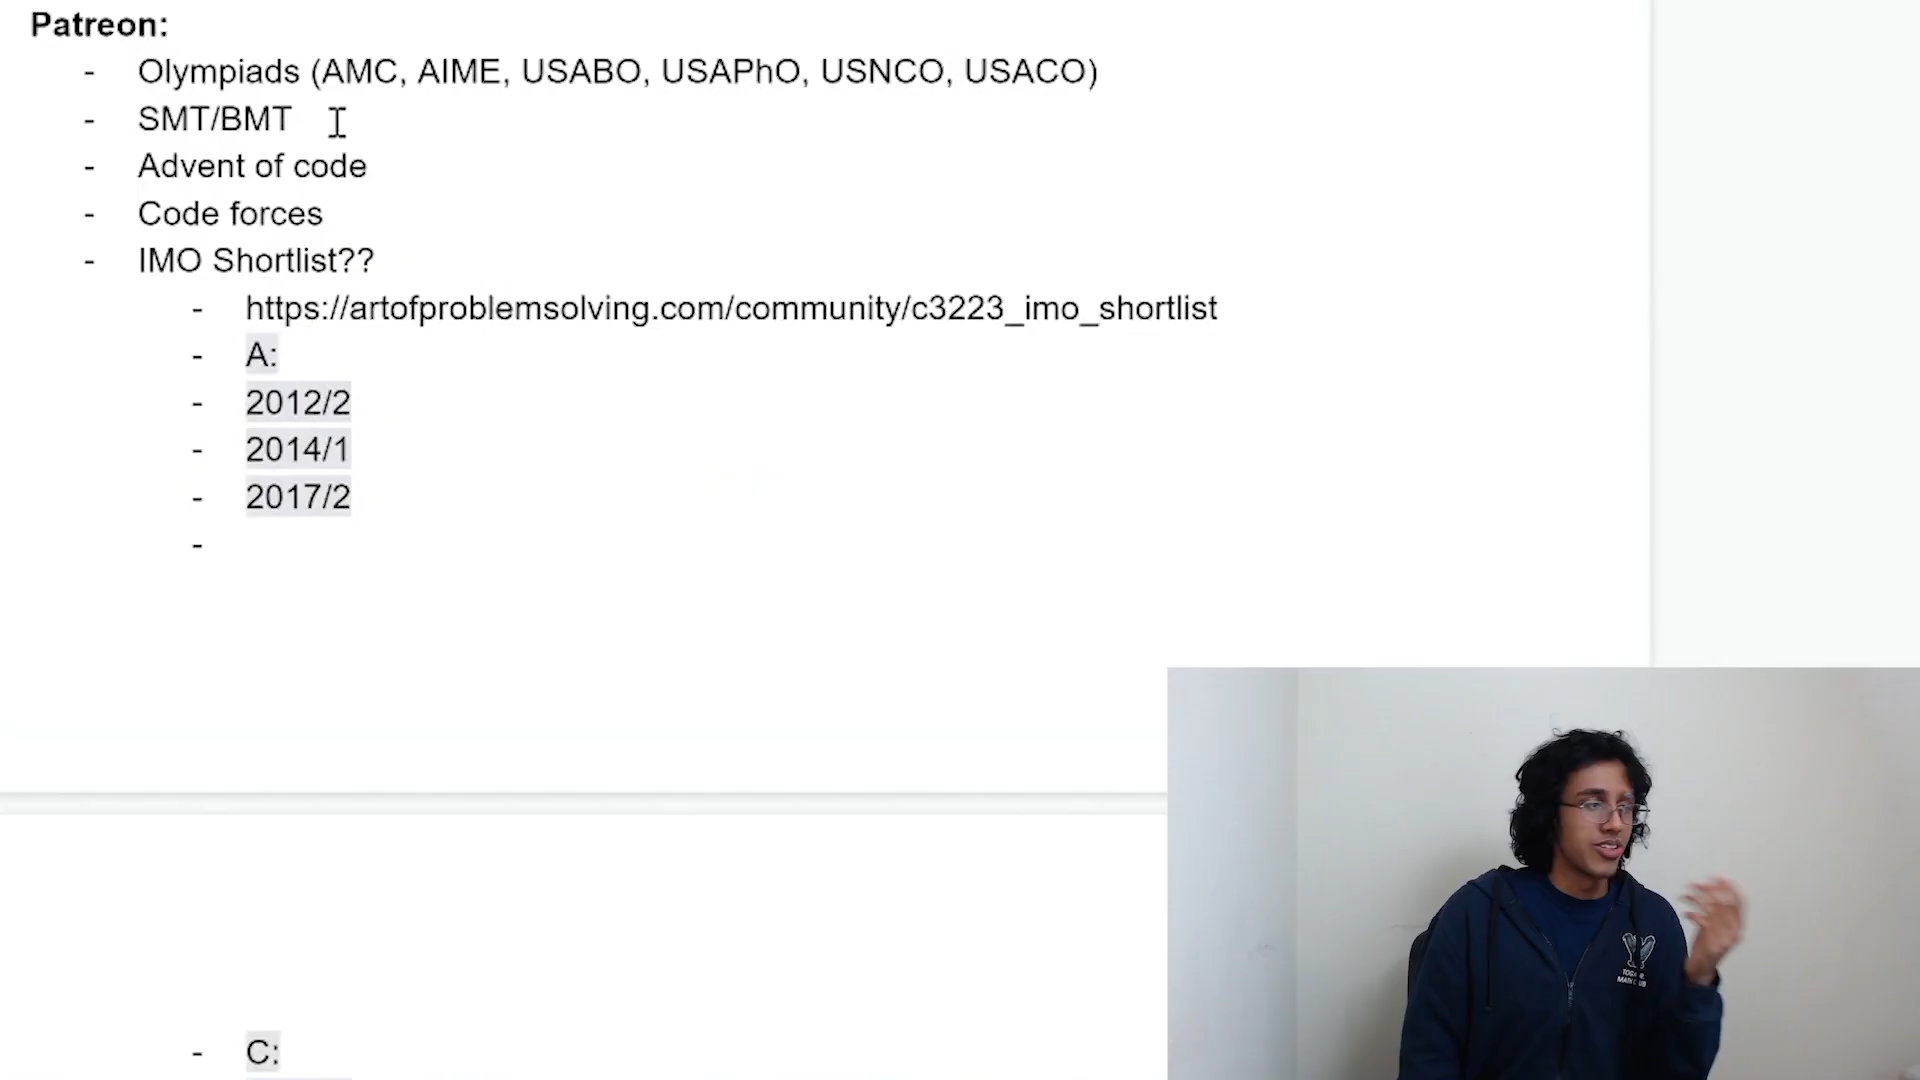 Patreon:
- Olympiads (AMC, AIME, USABO, USAPhO, USNCO, USACO)
- SMT/BMT
- Advent of code
- Code forces
- IMO Shortlist??
- https://artofproblemsolving.com/community/c3223_imo_shortlist
- A:
- 2012/2
- 2014/1
- 2017/2
-
- C: